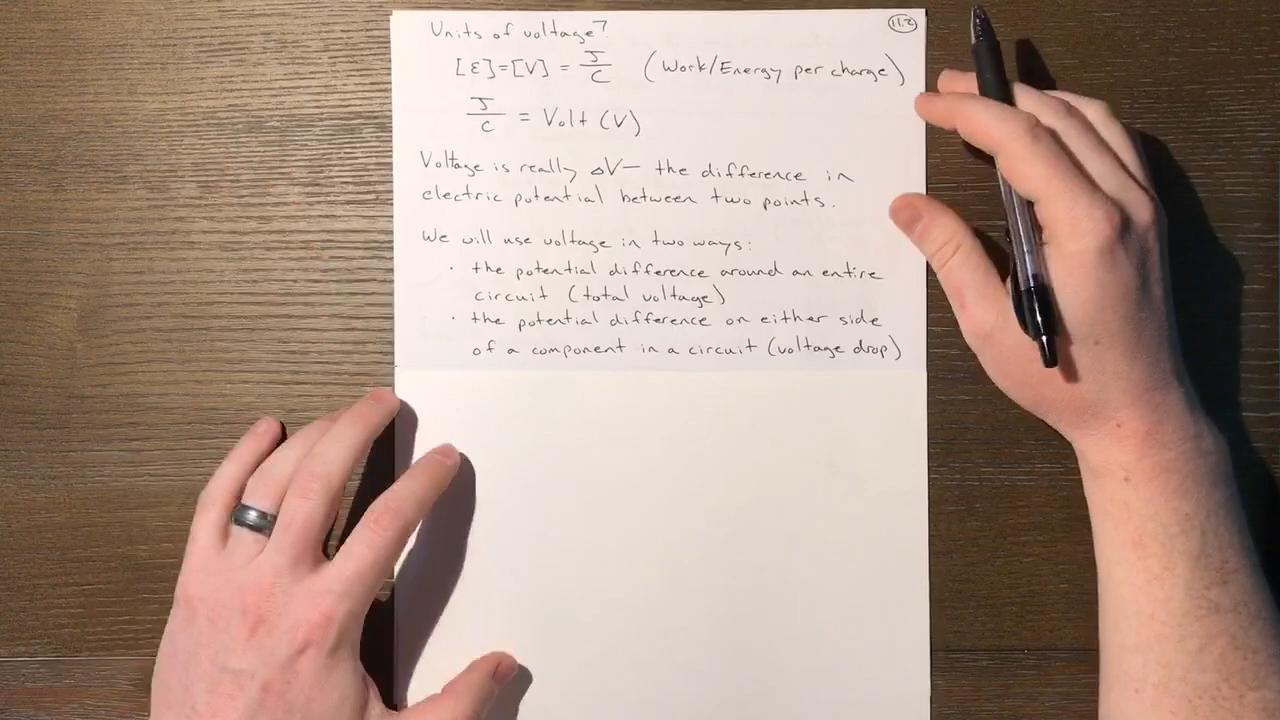 Units of voltage?
11.2
[ε]=[V] = J/C (Work/Energy per charge)
J/C = Volt (V)
Voltage is really ΔV— the difference in
electric potential between two points.
We will use voltage in two ways:
· the potential difference around an entire
circuit (total voltage)
· the potential difference on either side
of a component in a circuit (voltage drop)